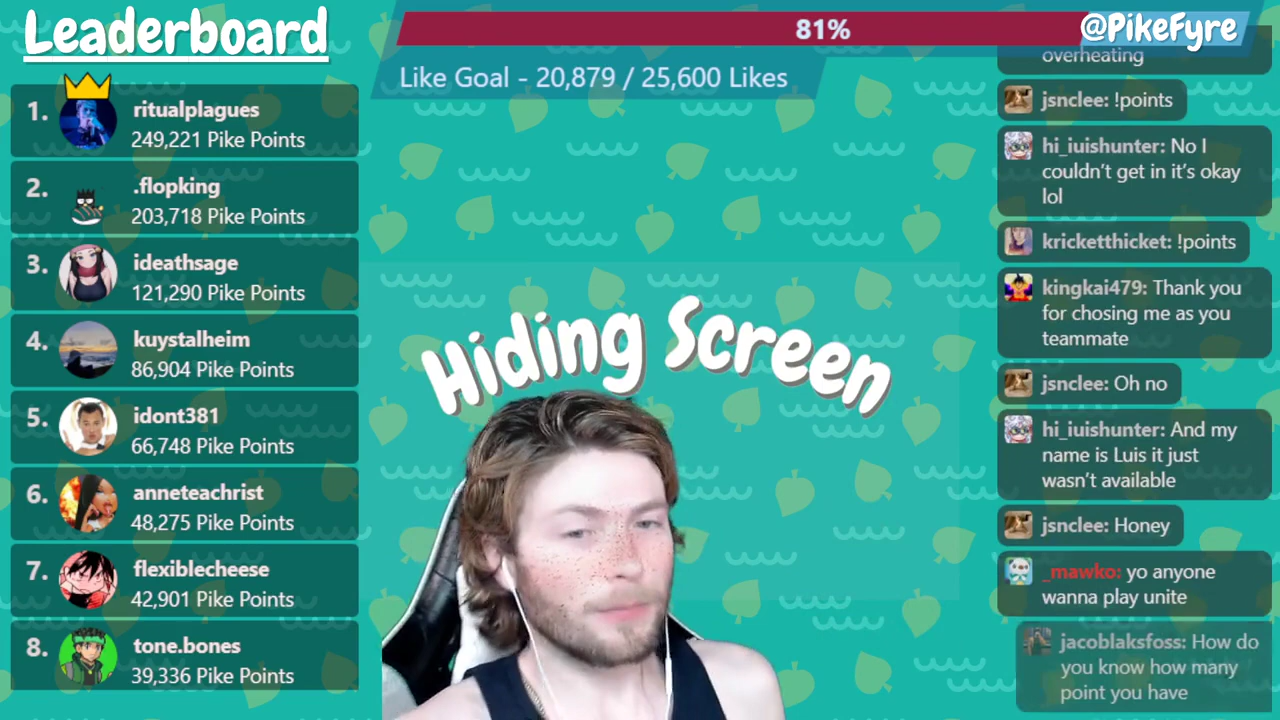 Leaderboard
1.
ritualplagues
249,221 Pike Points
2.
.flopking
203,718 Pike Points
3.
ideathsage
121,290 Pike Points
4.
kuystalheim
86,904 Pike Points
5.
idont381
66,748 Pike Points
6.
anneteachrist
48,275 Pike Points
7.
flexiblecheese
42,901 Pike Points
8.
tone.bones
39,336 Pike Points
81%
Like Goal - 20,879 / 25,600 Likes
Hiding Screen
@PikeFyre
overheating
jsnclee: !points
hi_iuishunter: No I
couldn't get in it's okay
lol
kricketthicket: !points
kingkai479: Thank you
for chosing me as you
teammate
jsnclee: Oh no
hi_iuishunter: And my
name is Luis it just
wasn't available
jsnclee: Honey
_mawko: yo anyone
wanna play unite
jacoblaksfoss: How do
you know how many
point you have